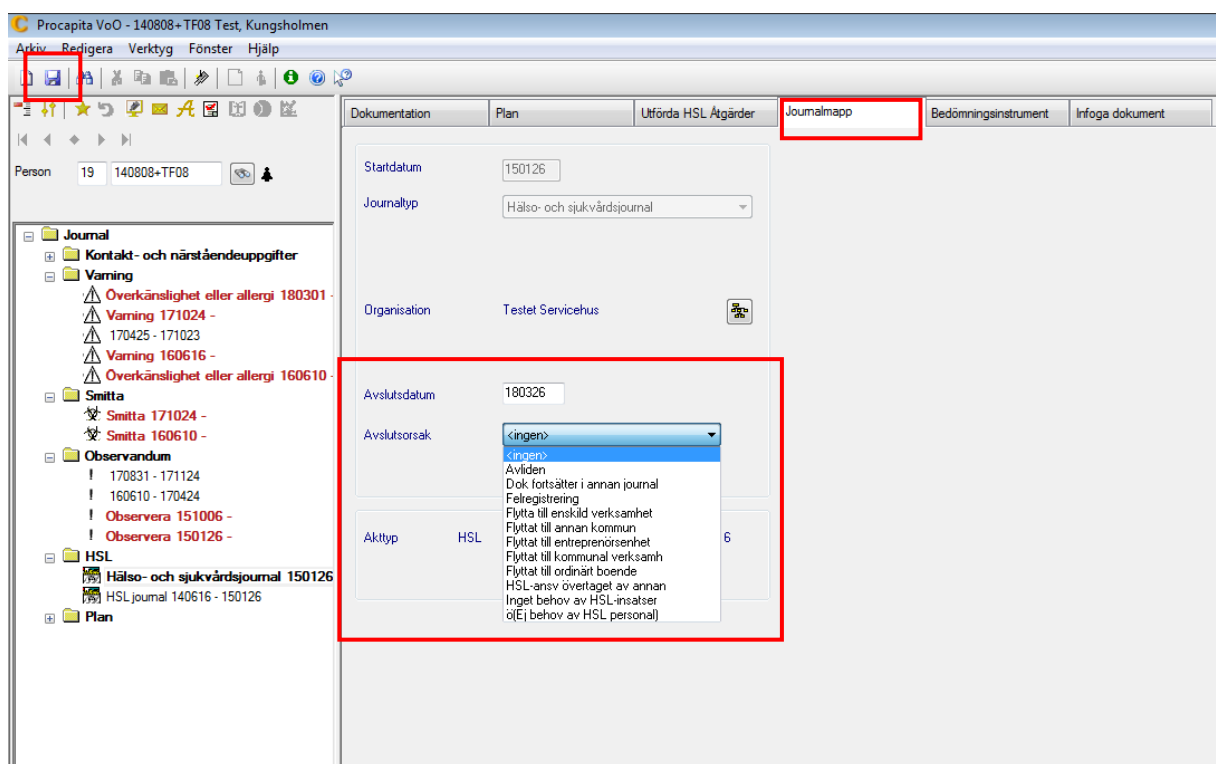 Procapita VoO - 140808+TF08 Test, Kungsholmen
Arkiv Redigera Verktyg Fönster Hjälp
Person 19 140808+TF08
Journal
Kontakt- och närståendeuppgifter
Varning
Överkänslighet eller allergi 180301 -
Varning 171024 -
170425 - 171023
Varning 160616 -
Överkänslighet eller allergi 160610 -
Smitta
Smitta 171024 -
Smitta 160610 -
Observandum
170831 - 171124
160610 - 170424
Observera 151006 -
Observera 150126 -
HSL
Hälso- och sjukvårdsjournal 150126
HSL journal 140616 - 150126
Plan
Dokumentation Plan Utförda HSL Åtgärder Journalmapp Bedömningsinstrument Infoga dokument
Startdatum 150126
Journaltyp Hälso- och sjukvårdsjournal
Organisation Testet Servicehus
Avslutsdatum 180326
Avslutsorsak <ingen>
<ingen>
Avliden
Dok fortsätter i annan journal
Felregistrering
Flytta till enskild verksamhet
Flyttat till annan kommun
Flyttat till entreprenörsenhet
Flyttat till kommunal verksamh
Flyttat till ordinärt boende
HSL-ansv övertaget av annan
Inget behov av HSL-insatser
ö(Ej behov av HSL personal)
Akttyp HSL 6